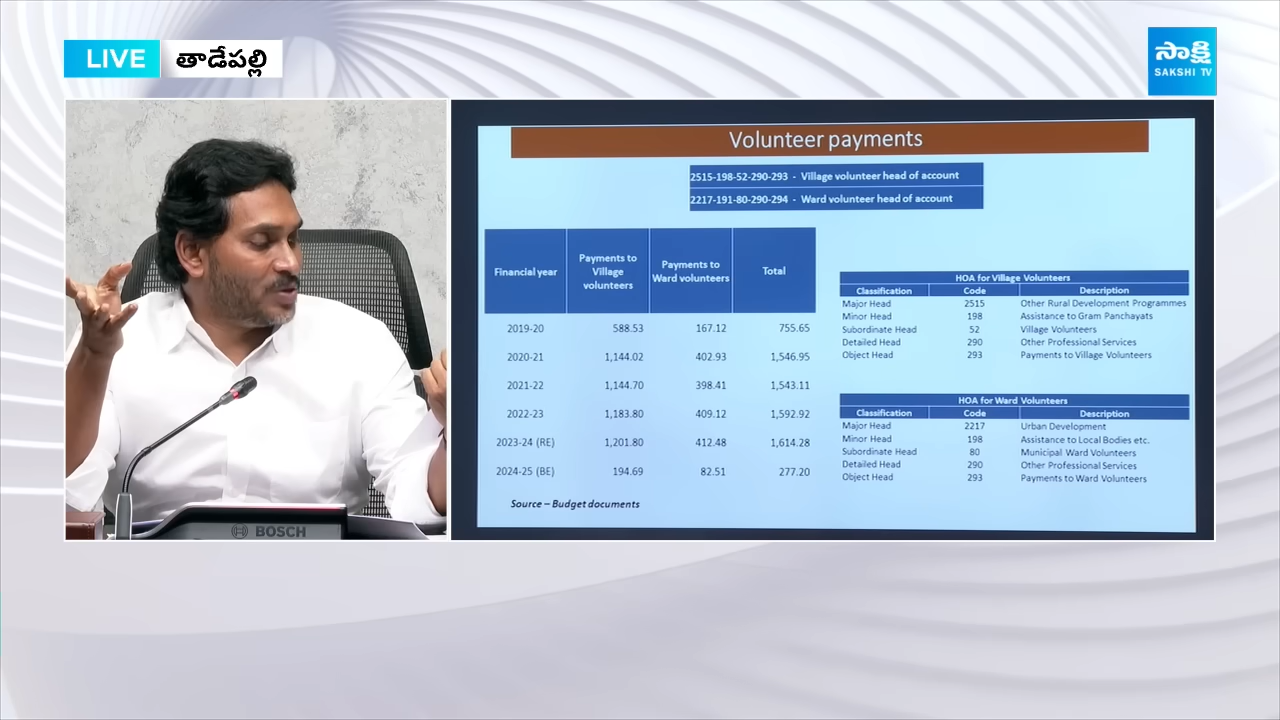 LIVE
తాడేపల్లి
సాక్షి
SAKSHI TV
Volunteer payments
2515-198-52-290-293 - Village volunteer head of account
2217-191-80-290-294 - Ward volunteer head of account
Financial year
Payments to
Village
volunteers
Payments to
Ward volunteers
Total
2019-20 588.53 167.12 755.65
2020-21 1,144.02 402.93 1,546.95
2021-22 1,144.70 398.41 1,543.11
2022-23 1,183.80 409.12 1,592.92
2023-24 (RE) 1,201.80 412.48 1,614.28
2024-25 (BE) 194.69 82.51 277.20
Source – Budget documents
HOA for Village Volunteers
Classification Code Description
Major Head 2515 Other Rural Development Programmes
Minor Head 198 Assistance to Gram Panchayats
Subordinate Head 52 Village Volunteers
Detailed Head 290 Other Professional Services
Object Head 293 Payments to Village Volunteers
HOA for Ward Volunteers
Classification Code Description
Major Head 2217 Urban Development
Minor Head 198 Assistance to Local Bodies etc.
Subordinate Head 80 Municipal Ward Volunteers
Detailed Head 290 Other Professional Services
Object Head 293 Payments to Ward Volunteers
BOSCH